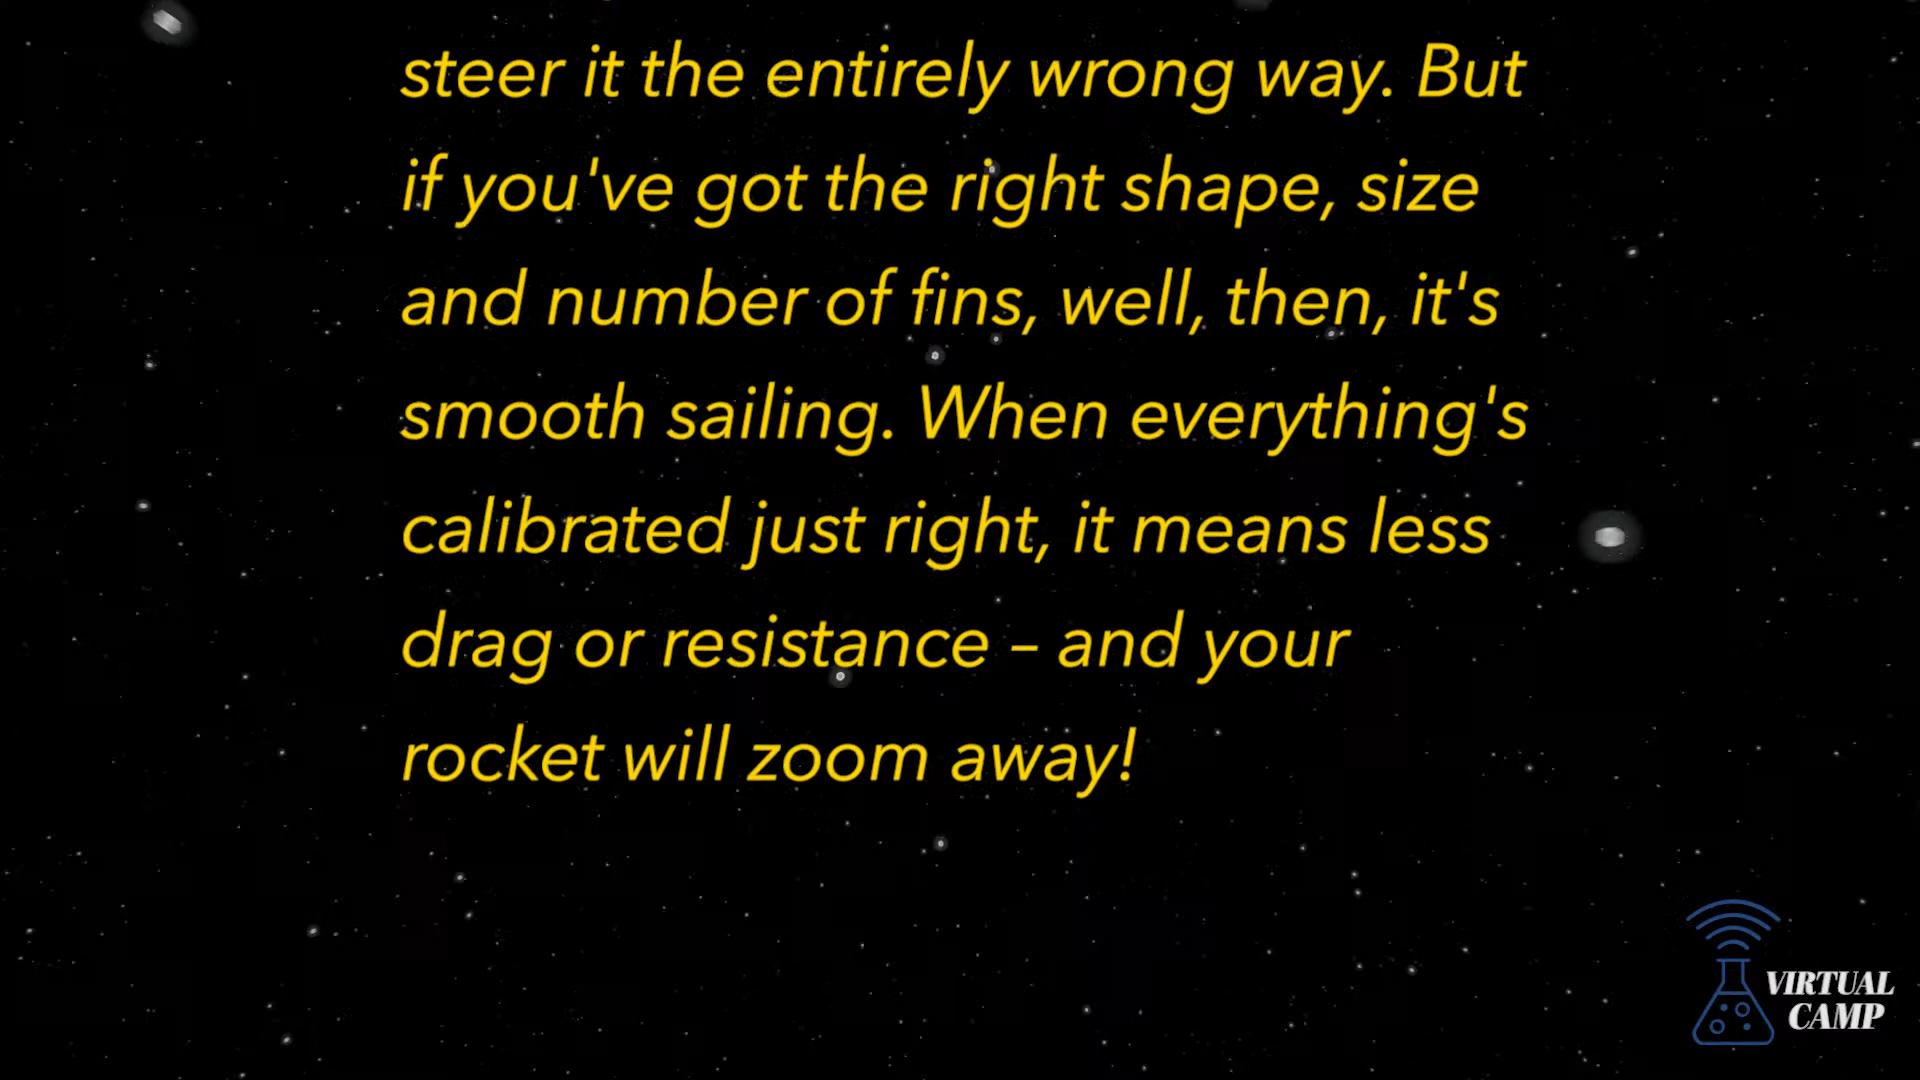 steer it the entirely wrong way. But
if you've got the right shape, size
and number of fins, well, then, it's
smooth sailing. When everything's
calibrated just right, it means less
drag or resistance – and your
rocket will zoom away!
VIRTUAL
CAMP